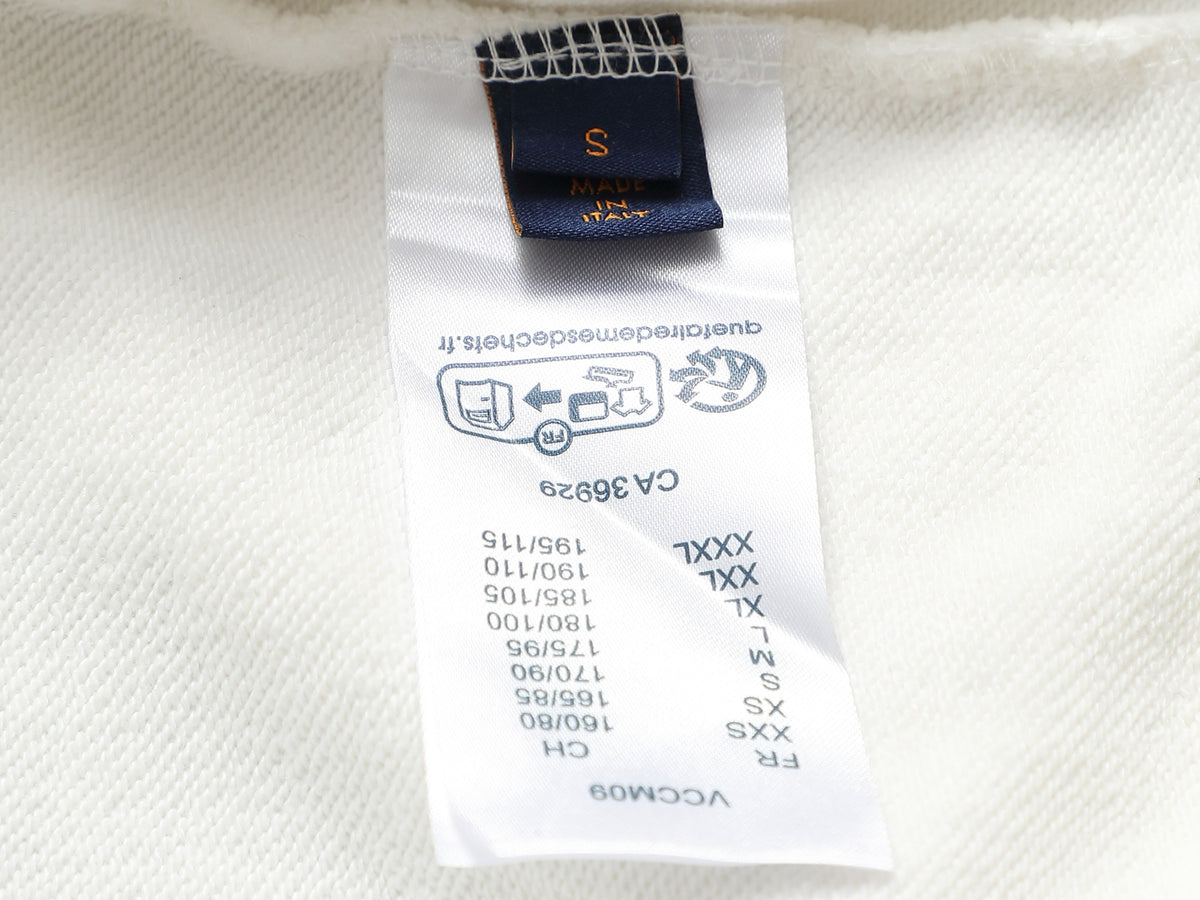 S
MADE
IN
ITALY
VCCM09
FR CH
XXS 160/80
XS 165/85
S 170/90
M 175/95
L 180/100
XL 185/105
XXL 190/110
XXXL 195/115
CA 36929
FR
quefairedemesdechets.fr